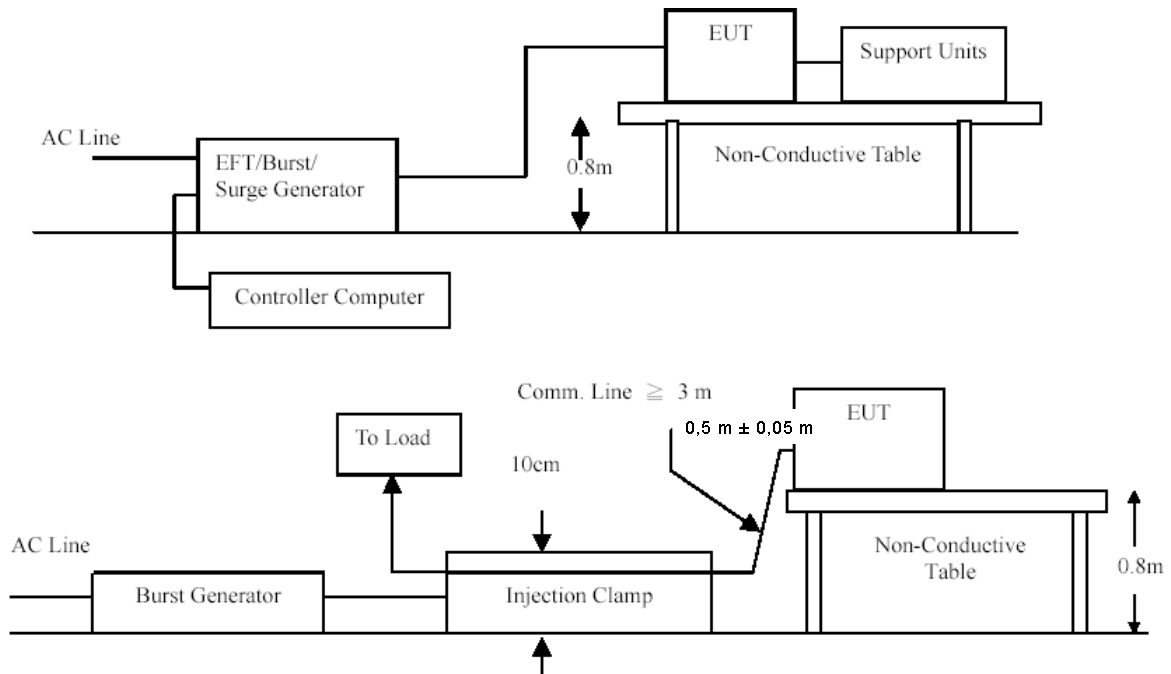 EUT
Support Units
AC Line
EFT/Burst/
Surge Generator
0.8m
Non-Conductive Table
Controller Computer
Comm. Line ≧ 3 m
0,5 m ± 0,05 m
EUT
To Load
10cm
AC Line
Burst Generator
Injection Clamp
Non-Conductive
Table
0.8m